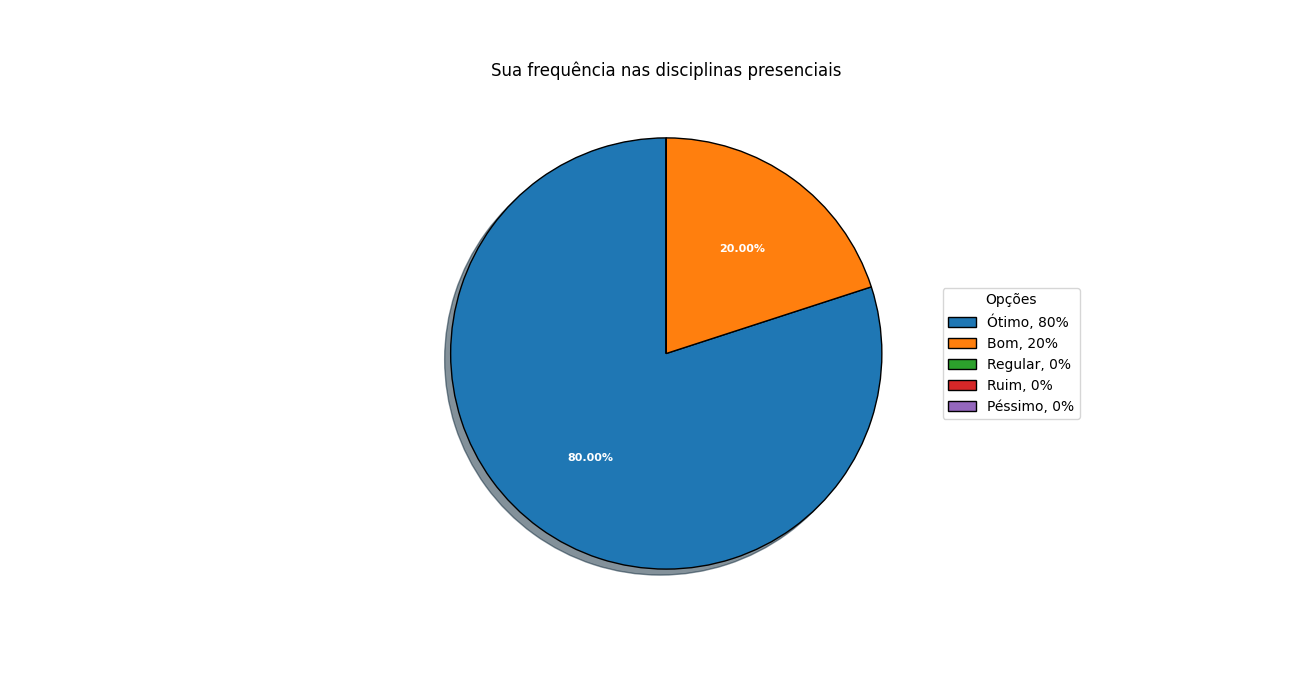 Sua frequência nas disciplinas presenciais
20.00%
80.00%
Opções
Ótimo, 80%
Bom, 20%
Regular, 0%
Ruim, 0%
Péssimo, 0%